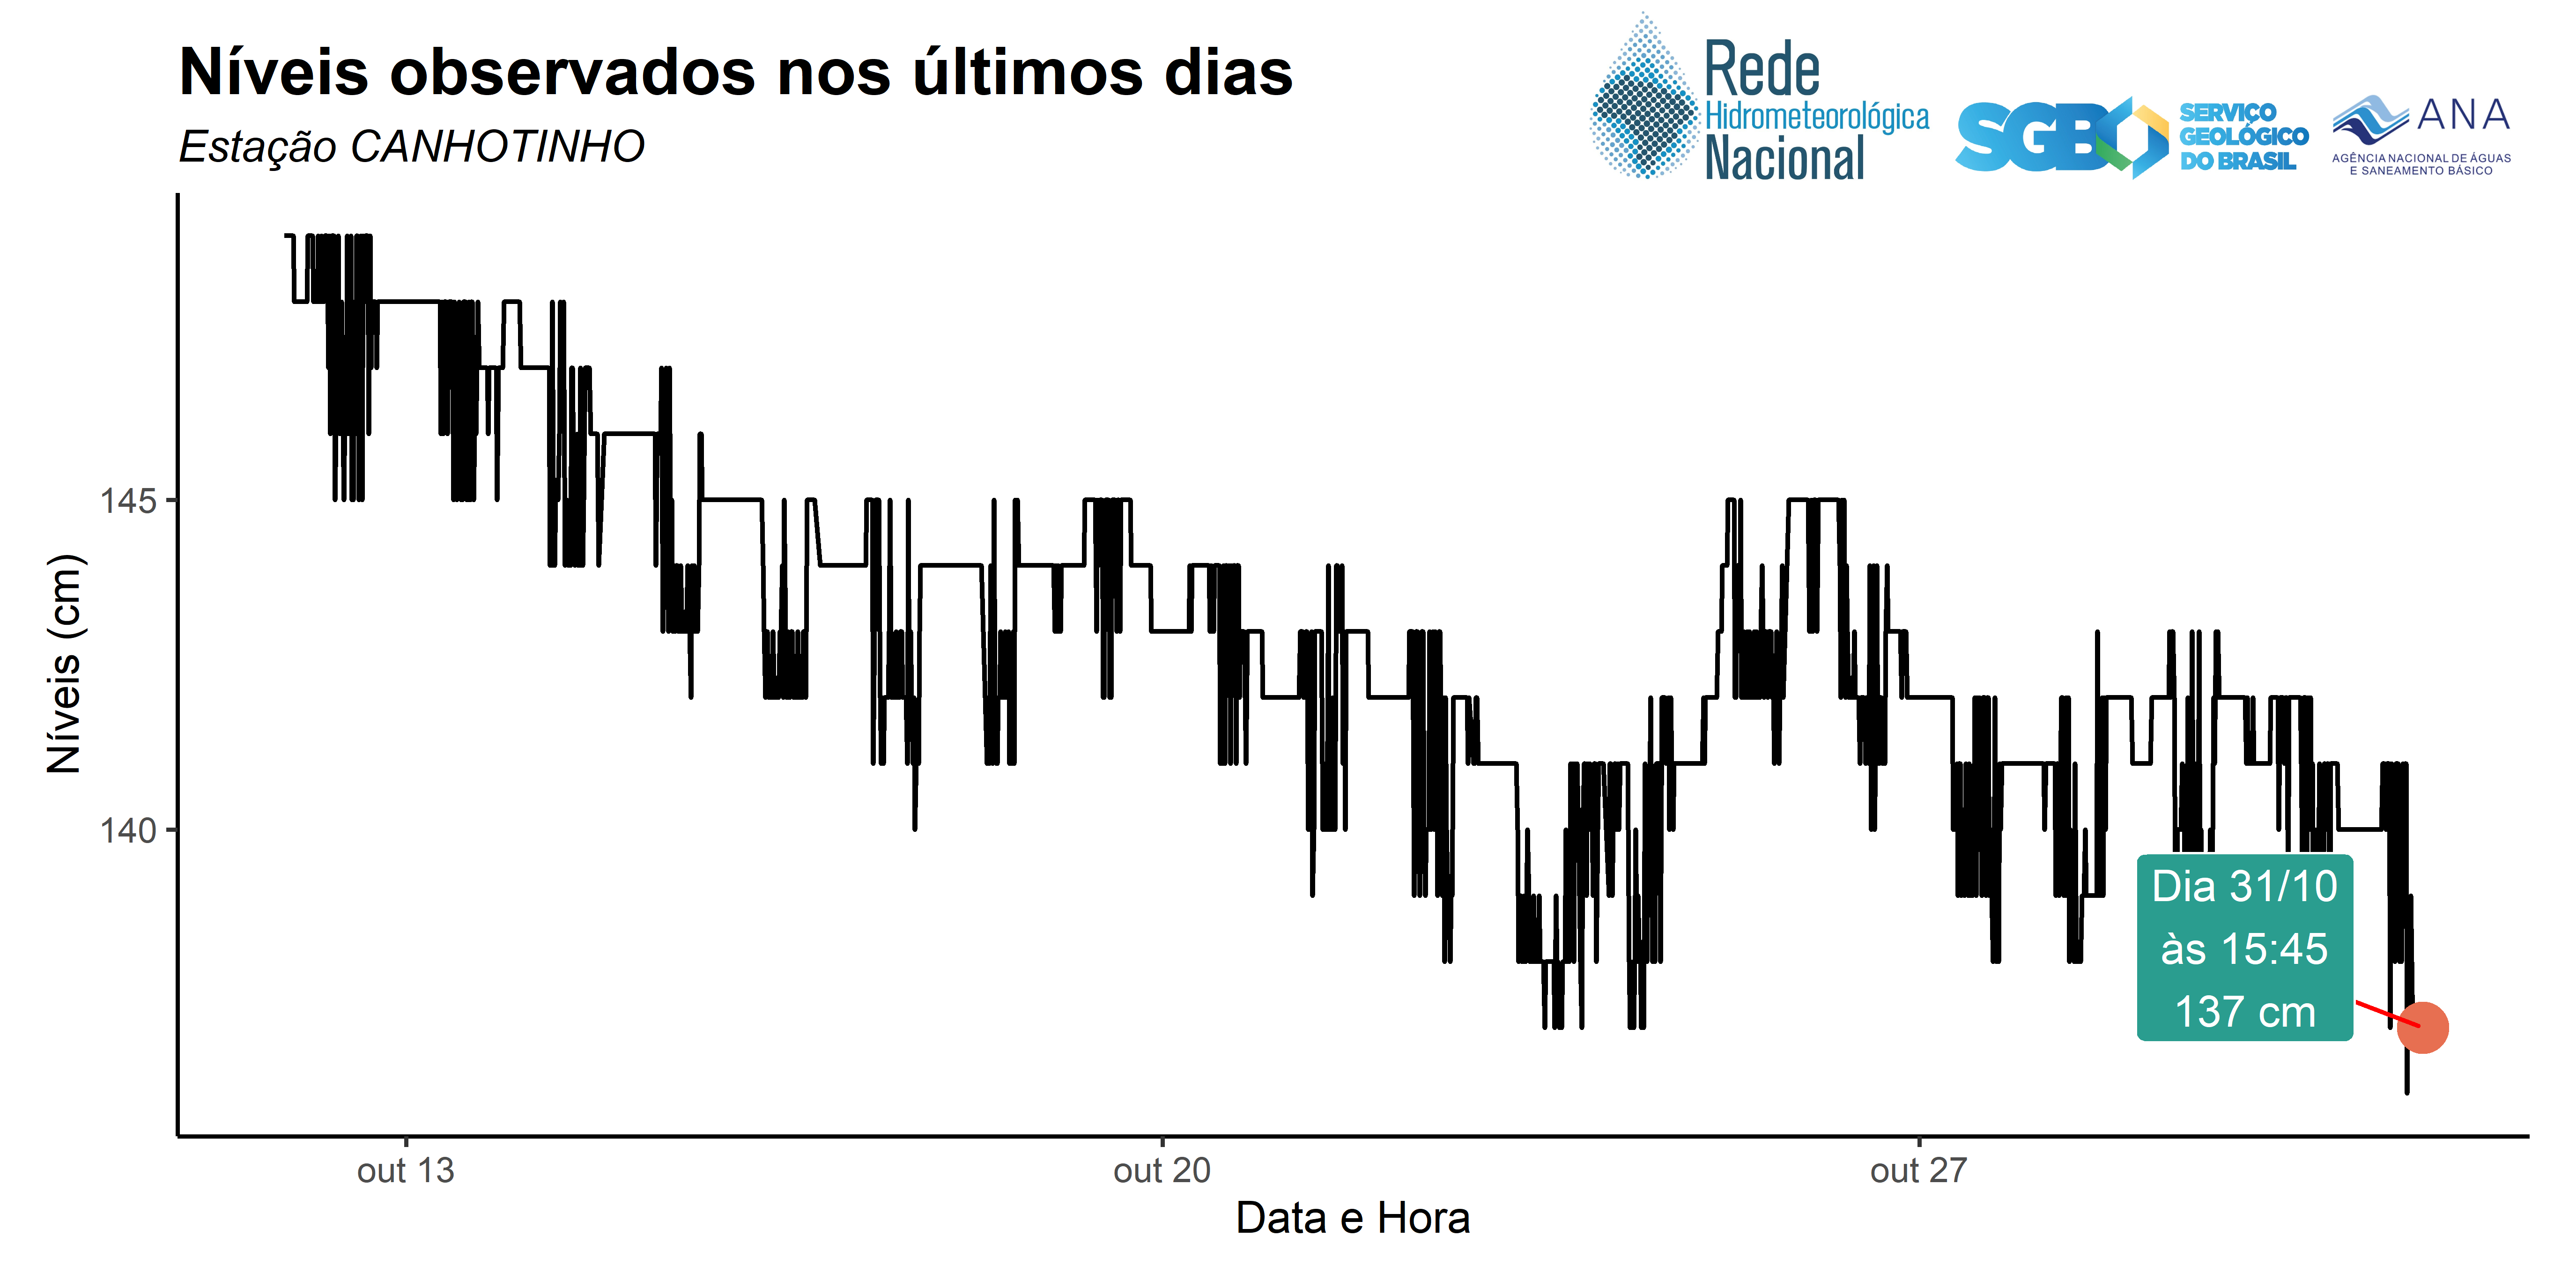 Níveis observados nos últimos dias
Estação CANHOTINHO
Rede
Hidrometeorológica
Nacional
SGB
SERVIÇO
GEOLÓGICO
DO BRASIL
ANA
AGÊNCIA NACIONAL DE ÁGUAS
E SANEAMENTO BÁSICO
Níveis (cm)
145
140
Dia 31/10
às 15:45
137 cm
out 13
out 20
out 27
Data e Hora